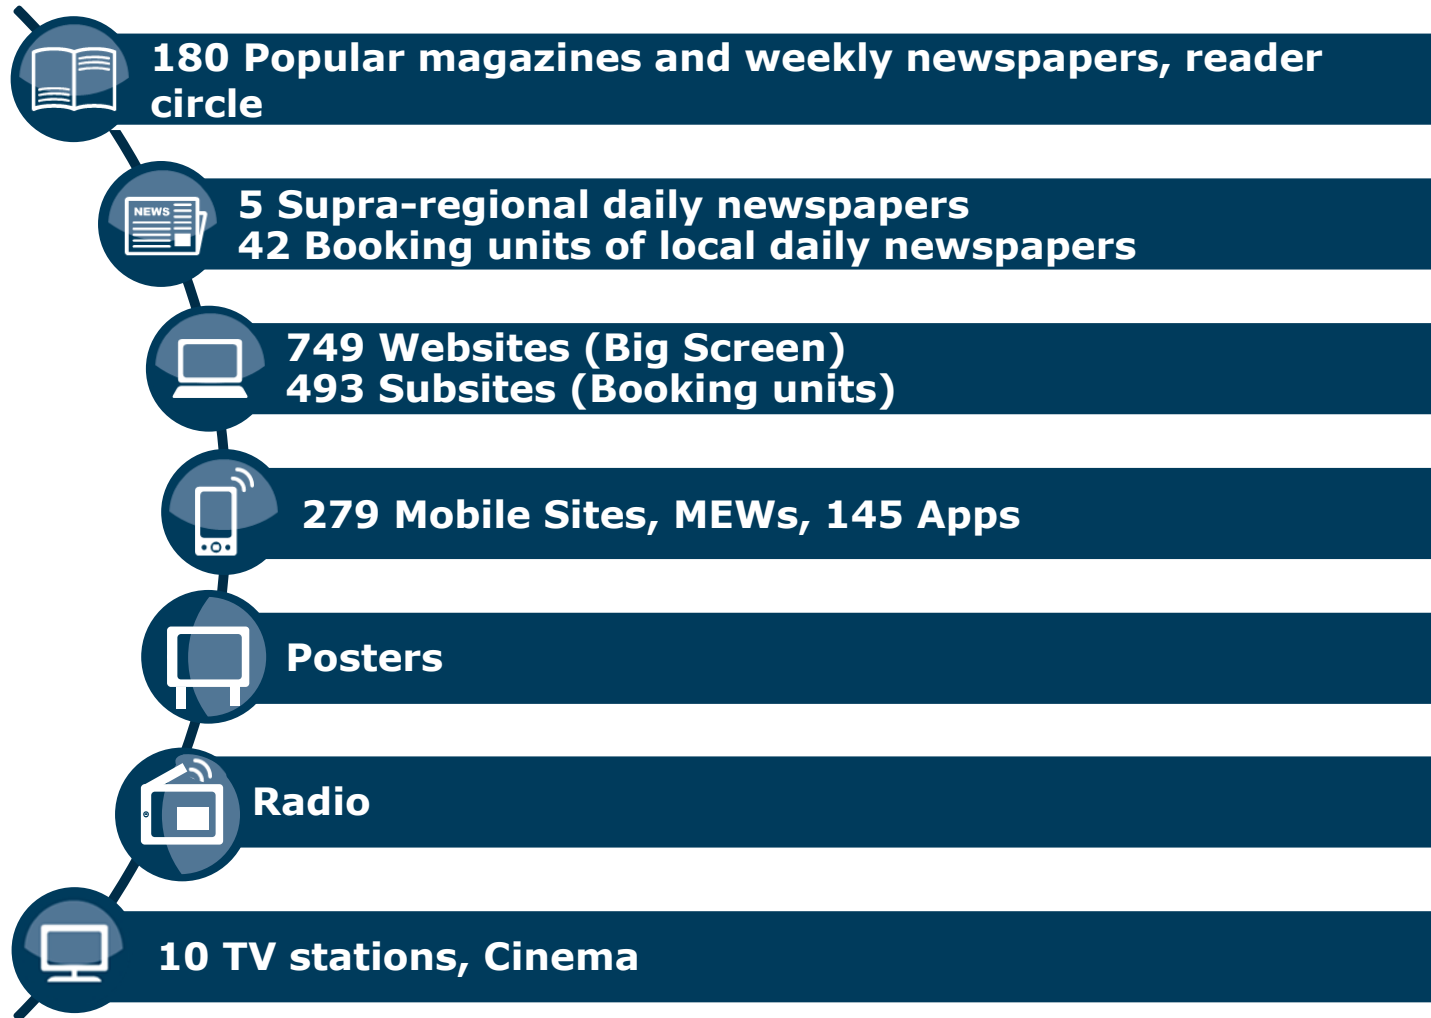 180 Popular magazines and weekly newspapers, reader
circle
NEWS
5 Supra-regional daily newspapers
42 Booking units of local daily newspapers
749 Websites (Big Screen)
493 Subsites (Booking units)
279 Mobile Sites, MEWs, 145 Apps
Posters
Radio
10 TV stations, Cinema